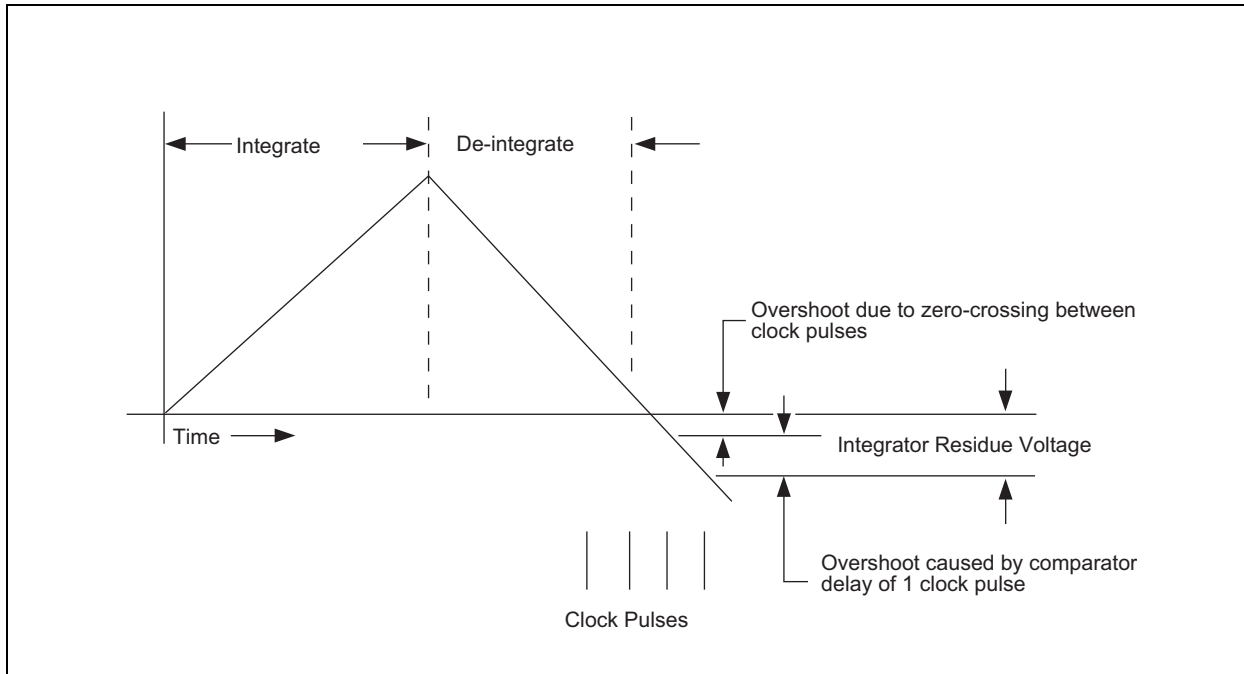 Integrate
De-integrate
Overshoot due to zero-crossing between
clock pulses
Time
Integrator Residue Voltage
Overshoot caused by comparator
delay of 1 clock pulse
Clock Pulses